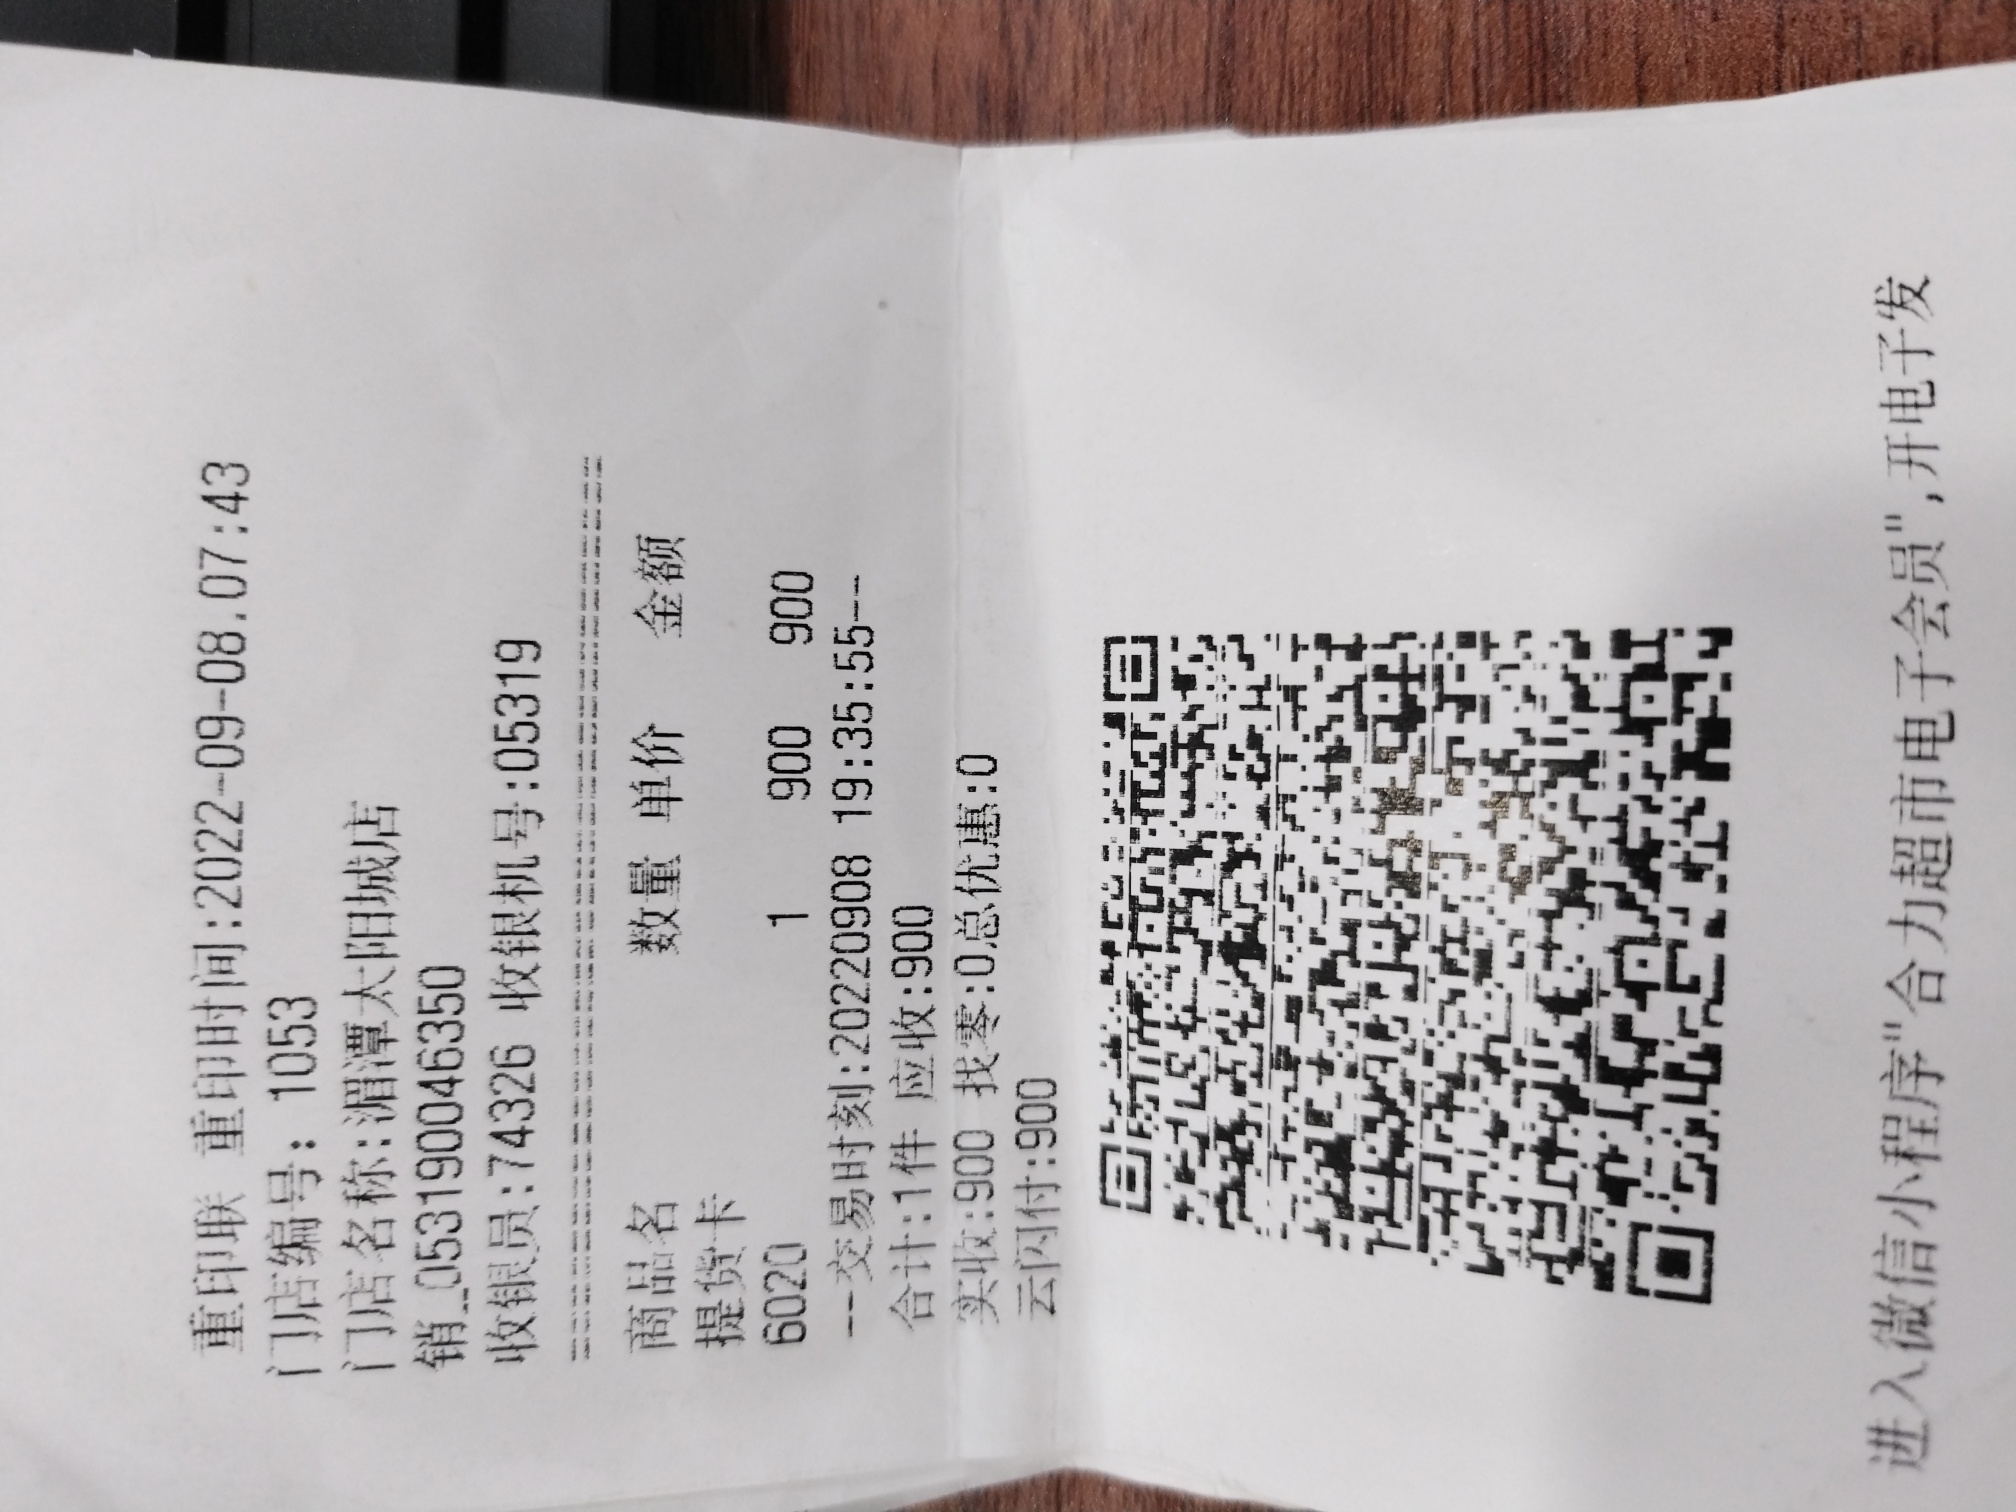 重印联 重印时间:2022-09-08.07:43
门店编号: 1053
门店名称:湄潭太阳城店
销_0531900463​50
收银员:74326 收银机号:05319
商品名 数量 单价 金额
提货卡
6020 1 900 900
--交易时刻:20220908 19:35:55--
合计:1件 应收:900
实收:900 找零:0总优惠:0
云闪付:900
进入微信小程序"合力超市电子会员",开电子发